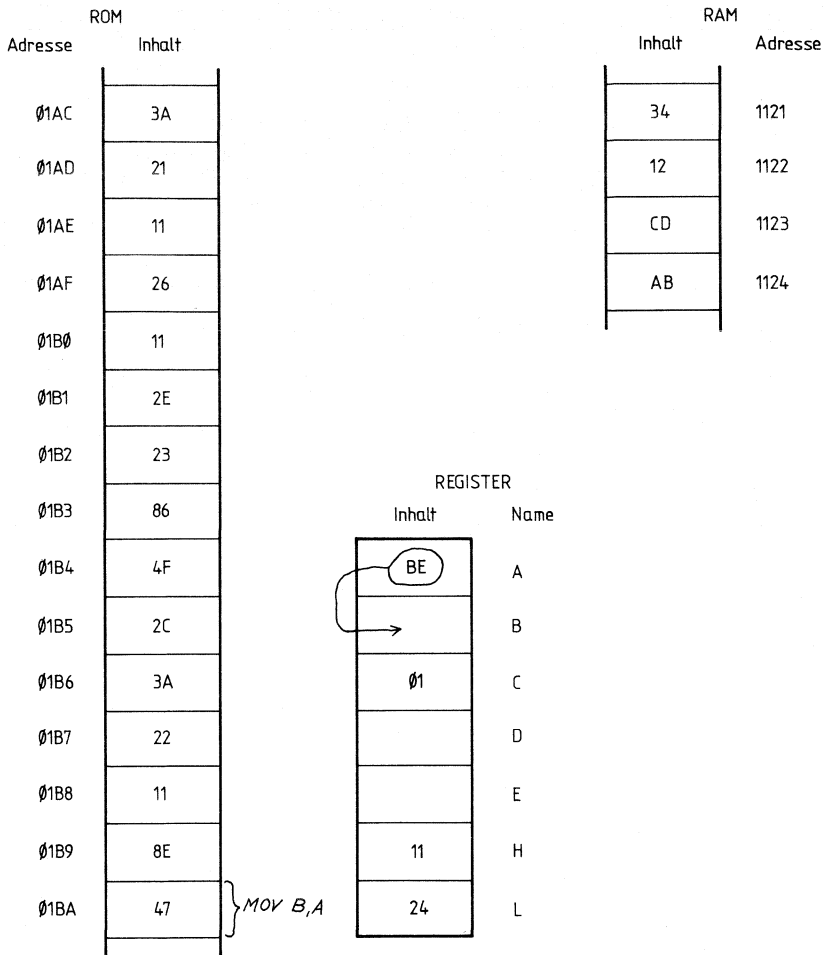 ROM
Adresse Inhalt
Ø1AC 3A
Ø1AD 21
Ø1AE 11
Ø1AF 26
Ø1BØ 11
Ø1B1 2E
Ø1B2 23
Ø1B3 86
Ø1B4 4F
Ø1B5 2C
Ø1B6 3A
Ø1B7 22
Ø1B8 11
Ø1B9 8E
Ø1BA 47 MOV B,A
RAM
Inhalt Adresse
34 1121
12 1122
CD 1123
AB 1124
REGISTER
Inhalt Name
BE A
B
Ø1 C
D
E
11 H
24 L